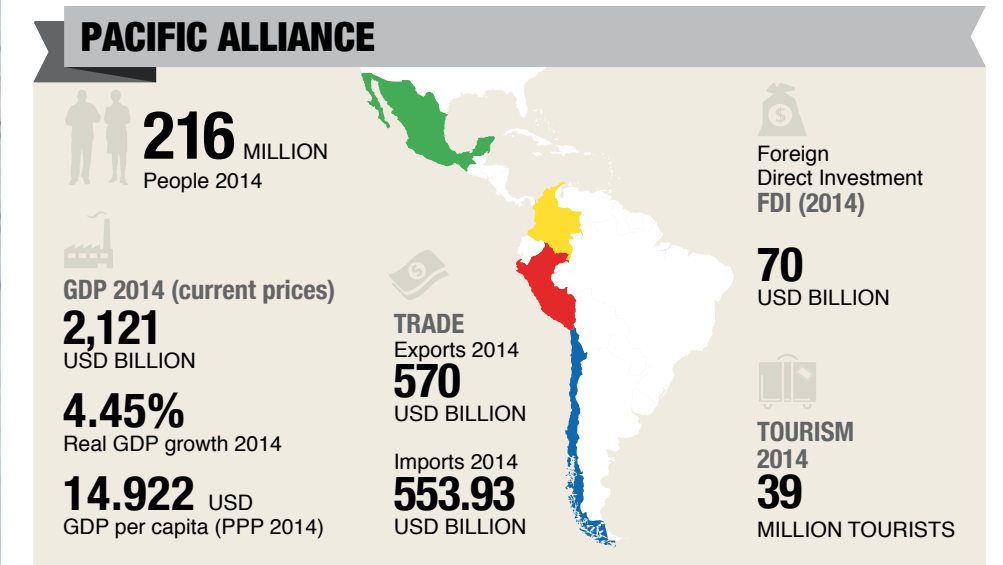 PACIFIC ALLIANCE
216 MILLION
People 2014
GDP 2014 (current prices)
2,121
USD BILLION
4.45%
Real GDP growth 2014
14.922 USD
GDP per capita (PPP 2014)
TRADE
Exports 2014
570
USD BILLION
Imports 2014
553.93
USD BILLION
$
Foreign
Direct Investment
FDI (2014)
70
USD BILLION
TOURISM
2014
39
MILLION TOURISTS